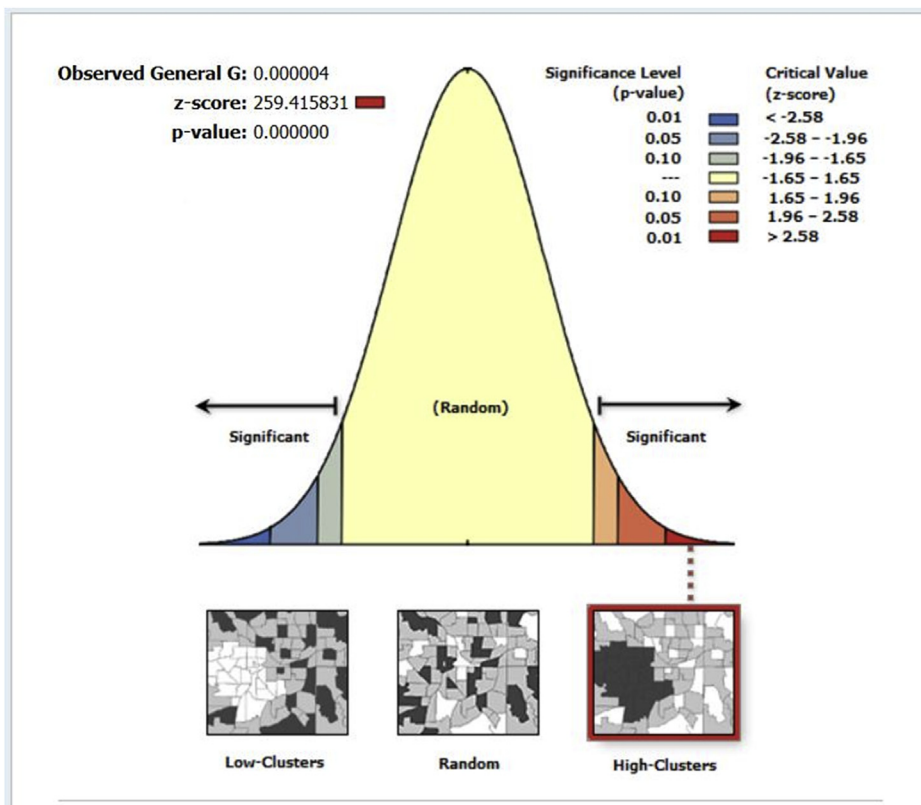 Observed General G: 0.000004
z-score: 259.415831
p-value: 0.000000
Significance Level
(p-value)
Critical Value
(z-score)
0.01 < -2.58
0.05 -2.58 – -1.96
0.10 -1.96 – -1.65
--- -1.65 – 1.65
0.10 1.65 – 1.96
0.05 1.96 – 2.58
0.01 > 2.58
(Random)
Significant
Significant
Low-Clusters
Random
High-Clusters